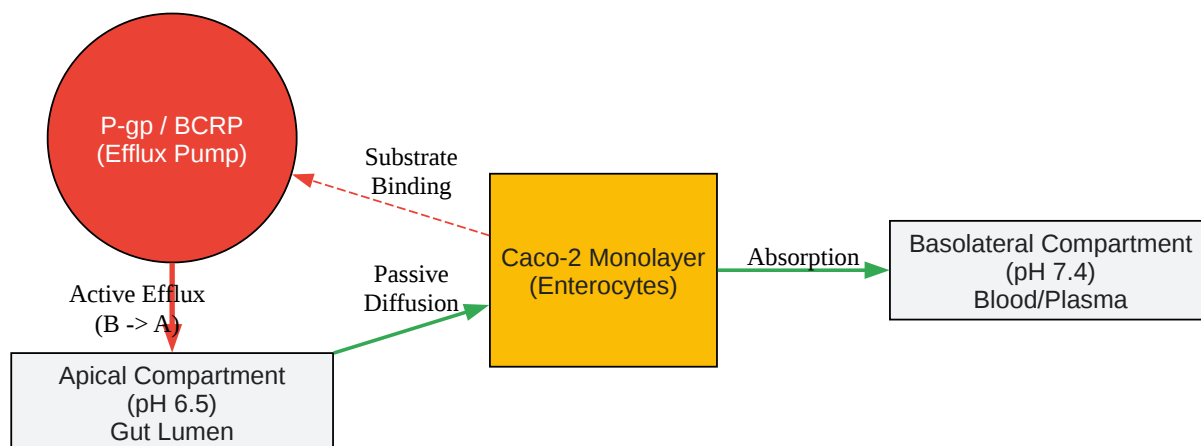 P-gp / BCRP
(Efflux Pump)
Substrate
Binding
Active Efflux
(B -> A)
Passive
Diffusion
Caco-2 Monolayer
(Enterocytes)
Absorption
Basolateral Compartment
(pH 7.4)
Blood/Plasma
Apical Compartment
(pH 6.5)
Gut Lumen